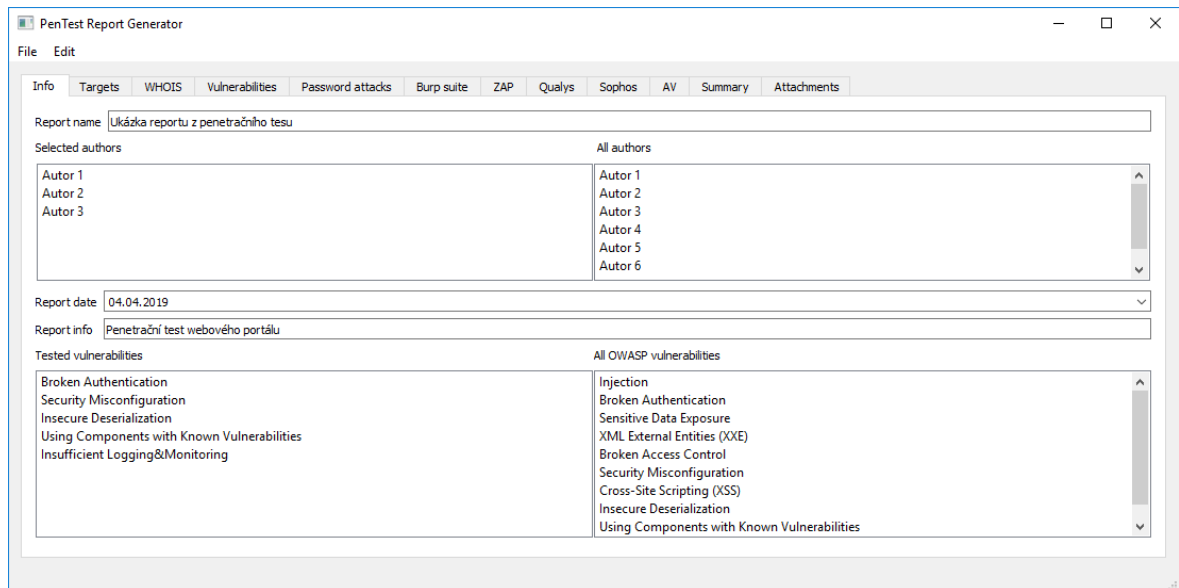 PenTest Report Generator
File Edit
Info Targets WHOIS Vulnerabilities Password attacks Burp suite ZAP Qualys Sophos AV Summary Attachments
Report name Ukázka reportu z penetračního tesu
Selected authors
Autor 1
Autor 2
Autor 3
All authors
Autor 1
Autor 2
Autor 3
Autor 4
Autor 5
Autor 6
Report date 04.04.2019
Report info Penetrační test webového portálu
Tested vulnerabilities
Broken Authentication
Security Misconfiguration
Insecure Deserialization
Using Components with Known Vulnerabilities
Insufficient Logging&Monitoring
All OWASP vulnerabilities
Injection
Broken Authentication
Sensitive Data Exposure
XML External Entities (XXE)
Broken Access Control
Security Misconfiguration
Cross-Site Scripting (XSS)
Insecure Deserialization
Using Components with Known Vulnerabilities